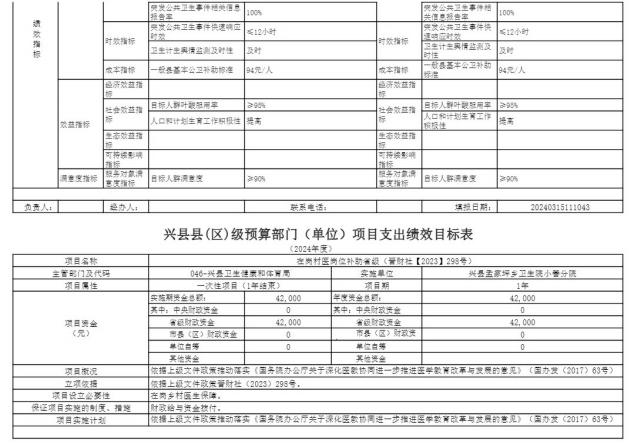 突发公共卫生事件相关信息报告率 100% 突发公共卫生事件相关信息报告率 100%
绩效指标 时效指标 突发公共卫生事件快速响应时效 ≤12小时 时效指标 突发公共卫生事件快速响应时效 ≤12小时
卫生计生舆情监测及时性 及时 卫生计生舆情监测及时性 及时
成本指标 一般县基本公卫补助标准 94元/人 成本指标 一般县基本公卫补助标准 94元/人
效益指标 经济效益指标 经济效益指标
社会效益指标 目标人群叶酸服用率 ≥98% 社会效益指标 目标人群叶酸服用率 ≥98%
人口和计划生育工作积极性 提高 人口和计划生育工作积极性 提高
生态效益指标 生态效益指标
可持续影响指标 可持续影响指标
满意度指标 服务对象满意度指标 目标人群满意度 ≥90% 服务对象满意度指标 目标人群满意度 ≥90%
负责人： 经办人： 联系电话： 填报日期： 20240315111043
兴县县(区)级预算部门（单位）项目支出绩效目标表
（2024年度）
项目名称 在岗村医岗位补助省级（晋财社【2023】298号）
主管部门及代码 046-兴县卫生健康和体育局 实施单位 兴县孟家坪乡卫生院小善分院
项目属性 一次性项目（1年结束） 项目期 1年
项目资金（元） 实施期资金总额： 42,000 年度资金总额： 42,000
其中：中央财政资金 0 其中：中央财政资金 0
省级财政资金 42,000 省级财政资金 42,000
市县（区）财政资金 0 市县（区）财政资金 0
单位自筹 0 单位自筹 0
其他资金 其他资金
项目概况 依据上级文件政策推动落实《国务院办公厅关于深化医教协同进一步推进医学教育改革与发展的意见》（国办发（2017）63号）
立项依据 依据上级文件政策晋财社（2023）298号。
项目设立必要性 在岗乡村医生保障。
保证项目实施的制度、措施 财政给与资金拨付。
项目实施计划 依据上级文件政策推动落实《国务院办公厅关于深化医教协同进一步推进医学教育改革与发展的意见》（国办发（2017）63号）